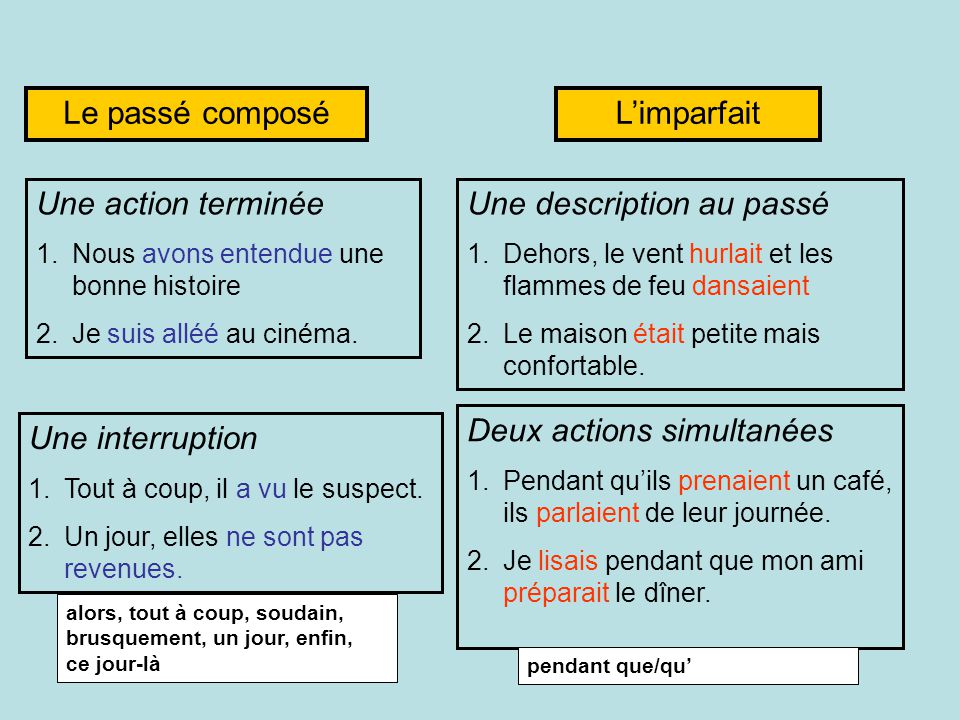 Le passé composé
L’imparfait
Une action terminée
1. Nous avons entendue une
bonne histoire
2. Je suis alléé au cinéma.
Une description au passé
1. Dehors, le vent hurlait et les
flammes de feu dansaient
2. Le maison était petite mais
confortable.
Une interruption
1. Tout à coup, il a vu le suspect.
2. Un jour, elles ne sont pas
revenues.
alors, tout à coup, soudain,
brusquement, un jour, enfin,
ce jour-là
Deux actions simultanées
1. Pendant qu’ils prenaient un café,
ils parlaient de leur journée.
2. Je lisais pendant que mon ami
préparait le dîner.
pendant que/qu’